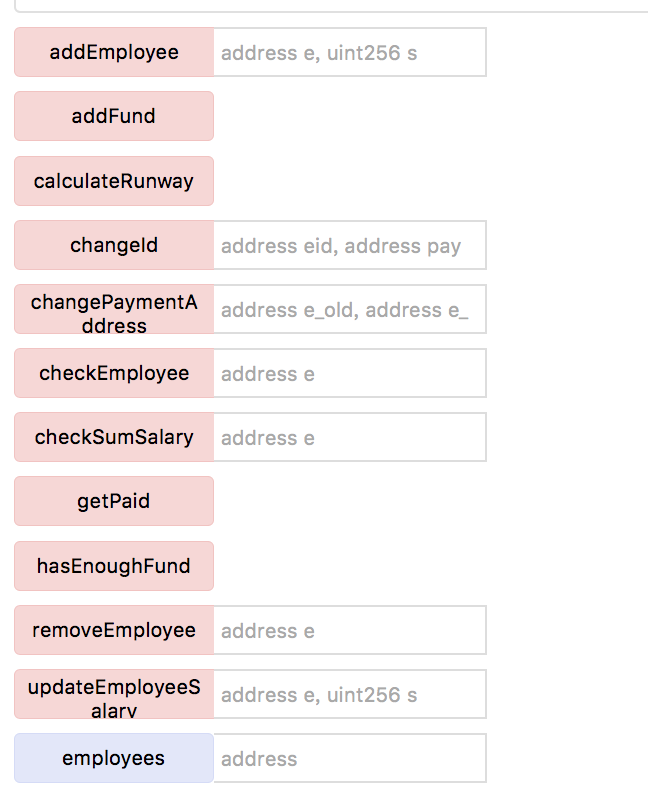 addEmployee address e, uint256 s
addFund
calculateRunway
changeId address eid, address pay
changePaymentA
ddress address e_old, address e_
checkEmployee address e
checkSumSalary address e
getPaid
hasEnoughFund
removeEmployee address e
updateEmployeeS
alary address e, uint256 s
employees address